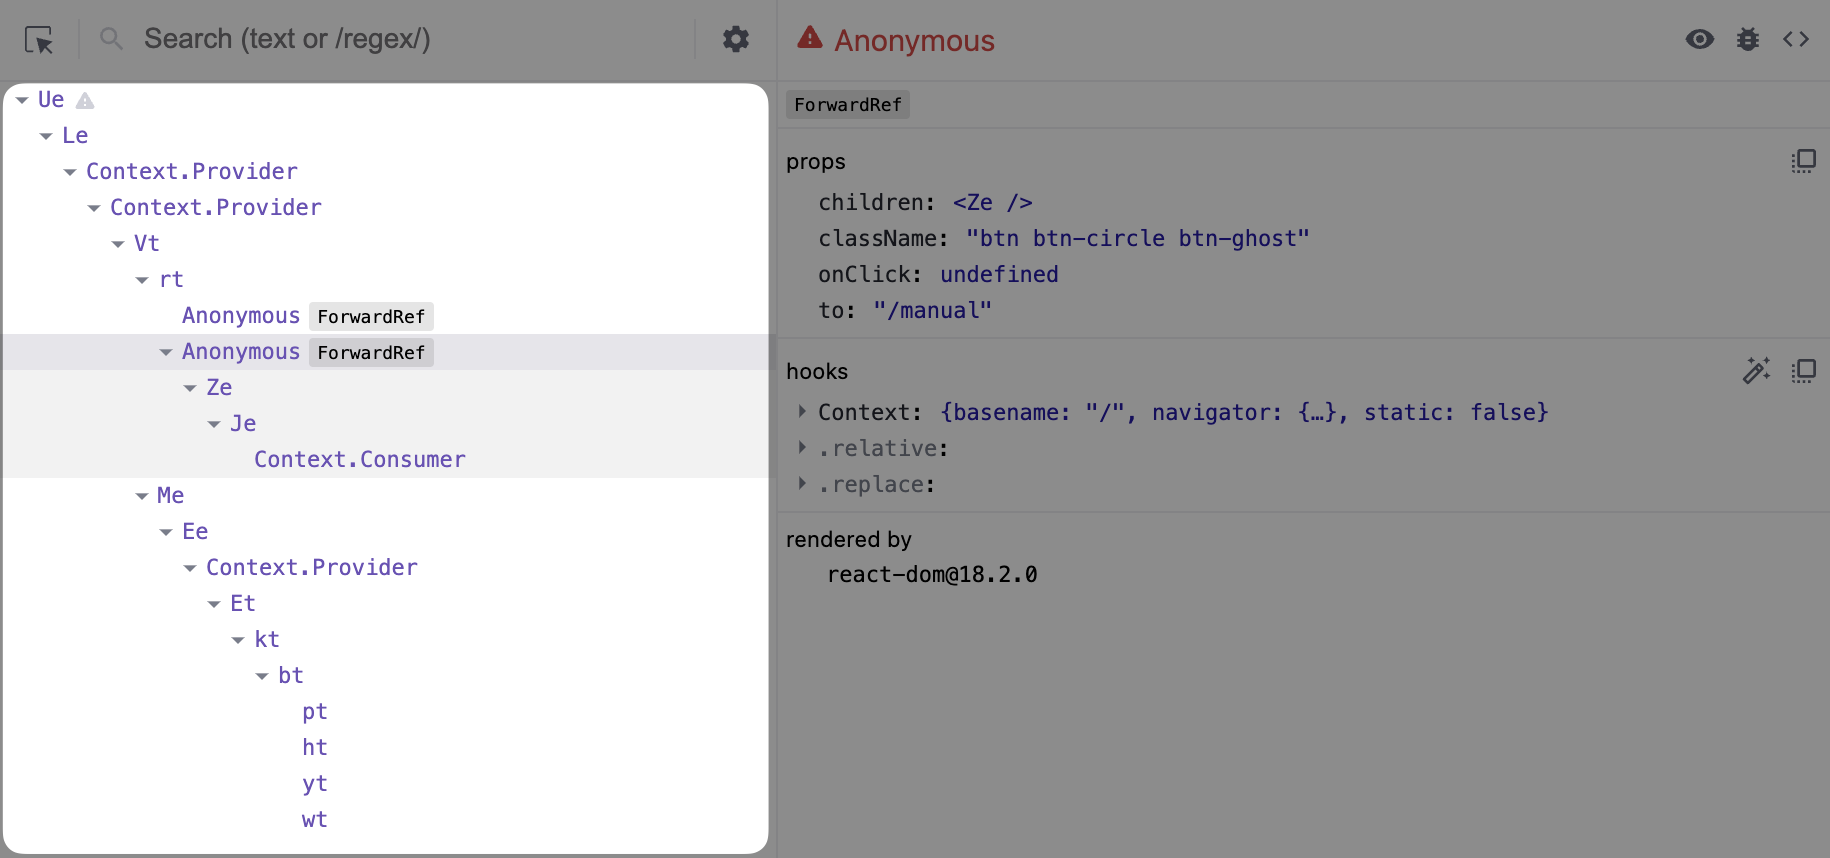 Search (text or /regex/)
Ue
Le
Context.Provider
Context.Provider
Vt
rt
Anonymous ForwardRef
Anonymous ForwardRef
Ze
Je
Context.Consumer
Me
Ee
Context.Provider
Et
kt
bt
pt
ht
yt
wt
Anonymous
ForwardRef
props
children: <Ze />
className: "btn btn-circle btn-ghost"
onClick: undefined
to: "/manual"
hooks
Context: {basename: "/", navigator: {…}, static: false}
.relative:
.replace:
rendered by
react-dom@18.2.0